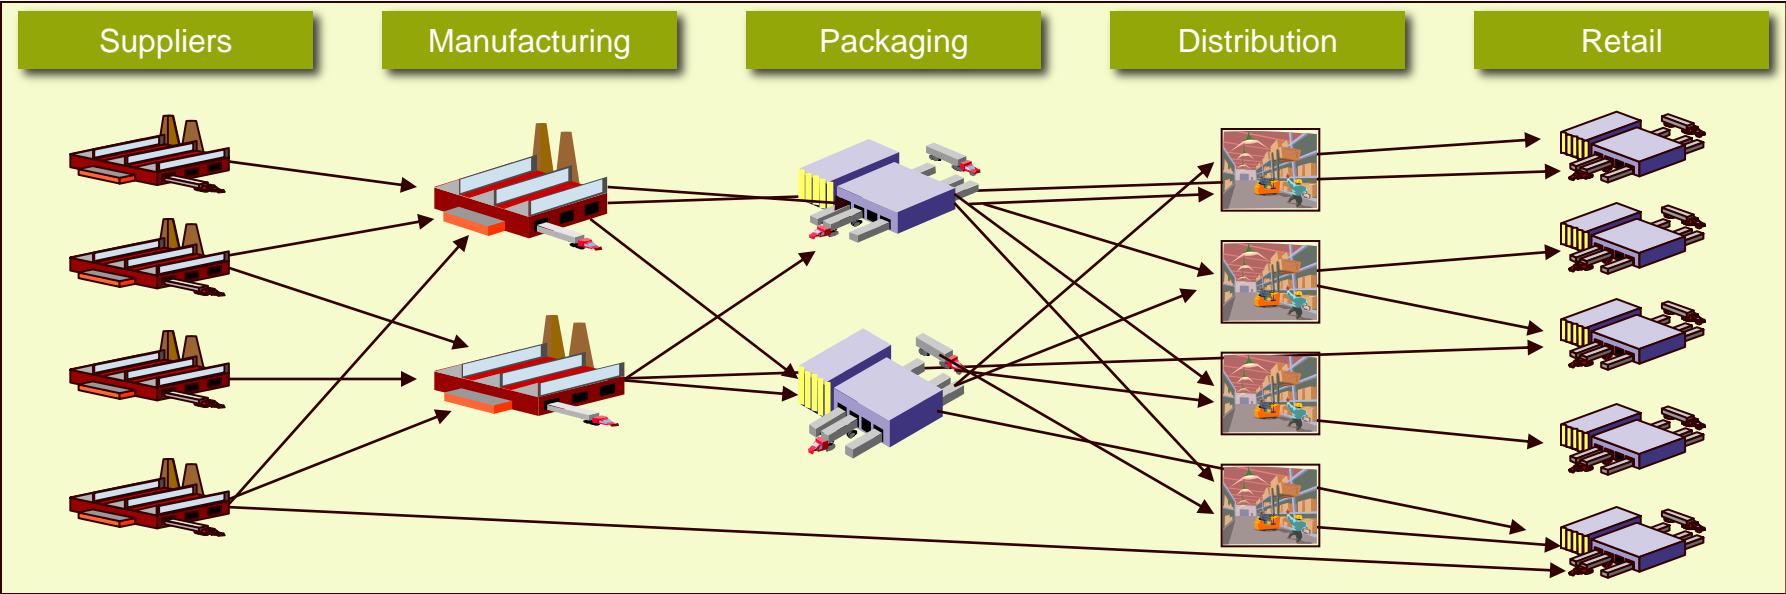 Suppliers
Manufacturing
Packaging
Distribution
Retail